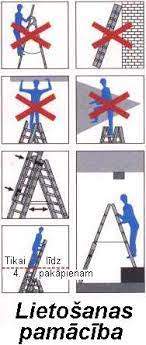 Tikai līdz
4. pakāpienam
Lietošanas
pamācība